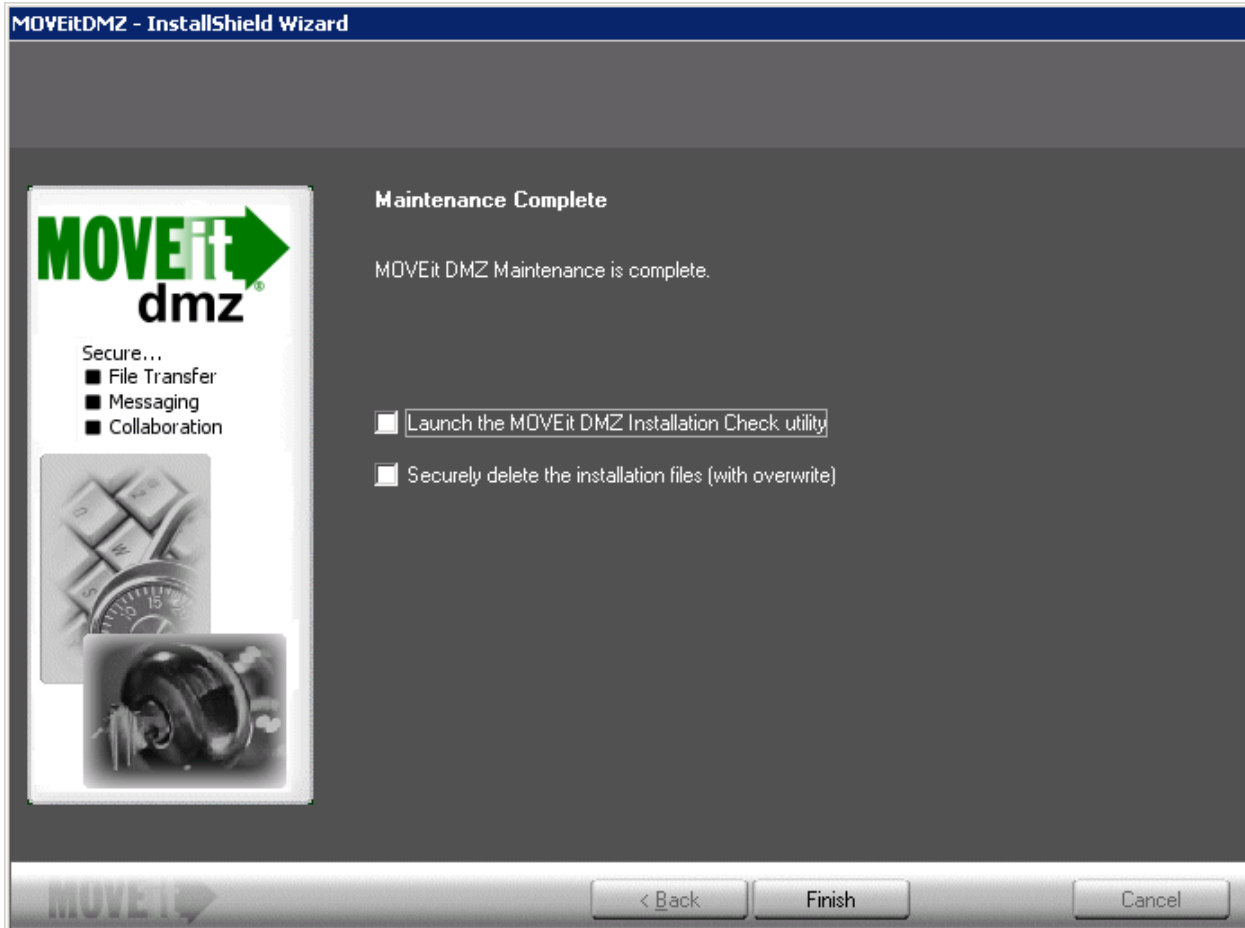 MOVEitDMZ - InstallShield Wizard
MOVEit
dmz®
Secure...
■ File Transfer
■ Messaging
■ Collaboration
Maintenance Complete
MOVEit DMZ Maintenance is complete.
Launch the MOVEit DMZ Installation Check utility
Securely delete the installation files (with overwrite)
MOVEit
< Back
Finish
Cancel